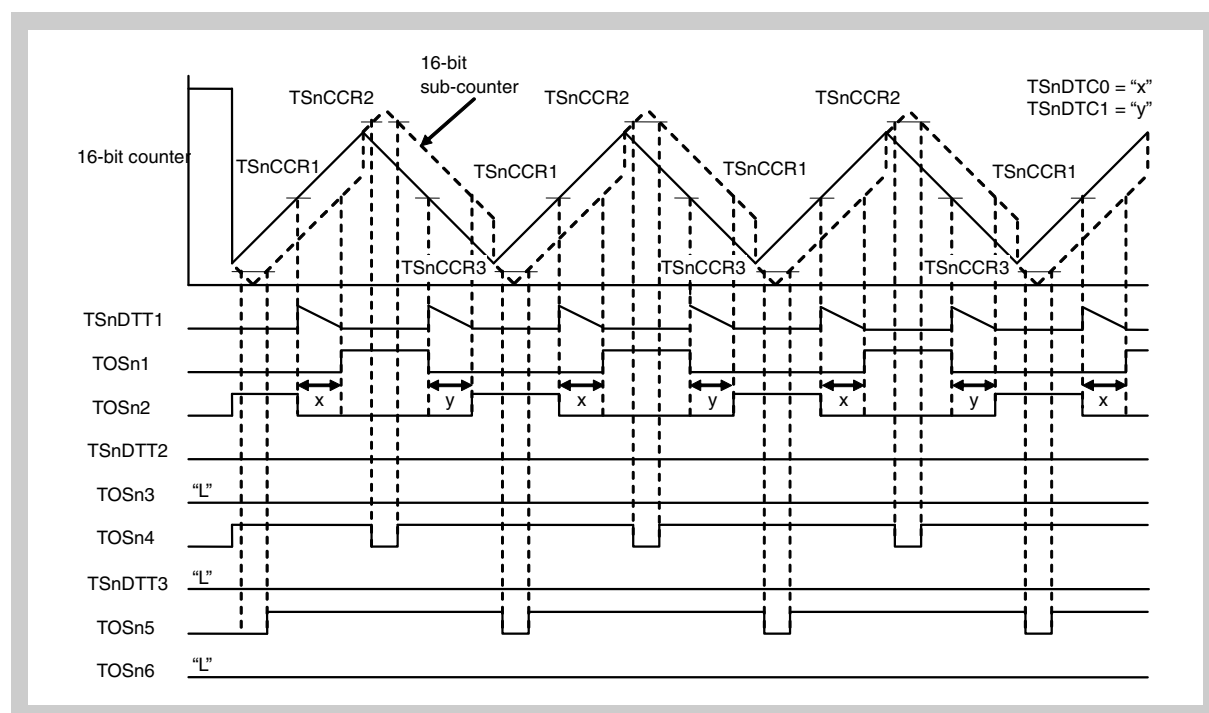 16-bit
sub-counter
TSnCCR2
TSnCCR2
TSnCCR2
TSnDTC0 = “x”
TSnDTC1 = “y”
16-bit counter
TSnCCR1
TSnCCR1
TSnCCR1
TSnCCR1
TSnCCR3
TSnCCR3
TSnCCR3
TSnDTT1
TOSn1
x
y
x
y
x
y
x
TOSn2
TSnDTT2
TOSn3
“L”
TOSn4
TSnDTT3
“L”
TOSn5
TOSn6
“L”